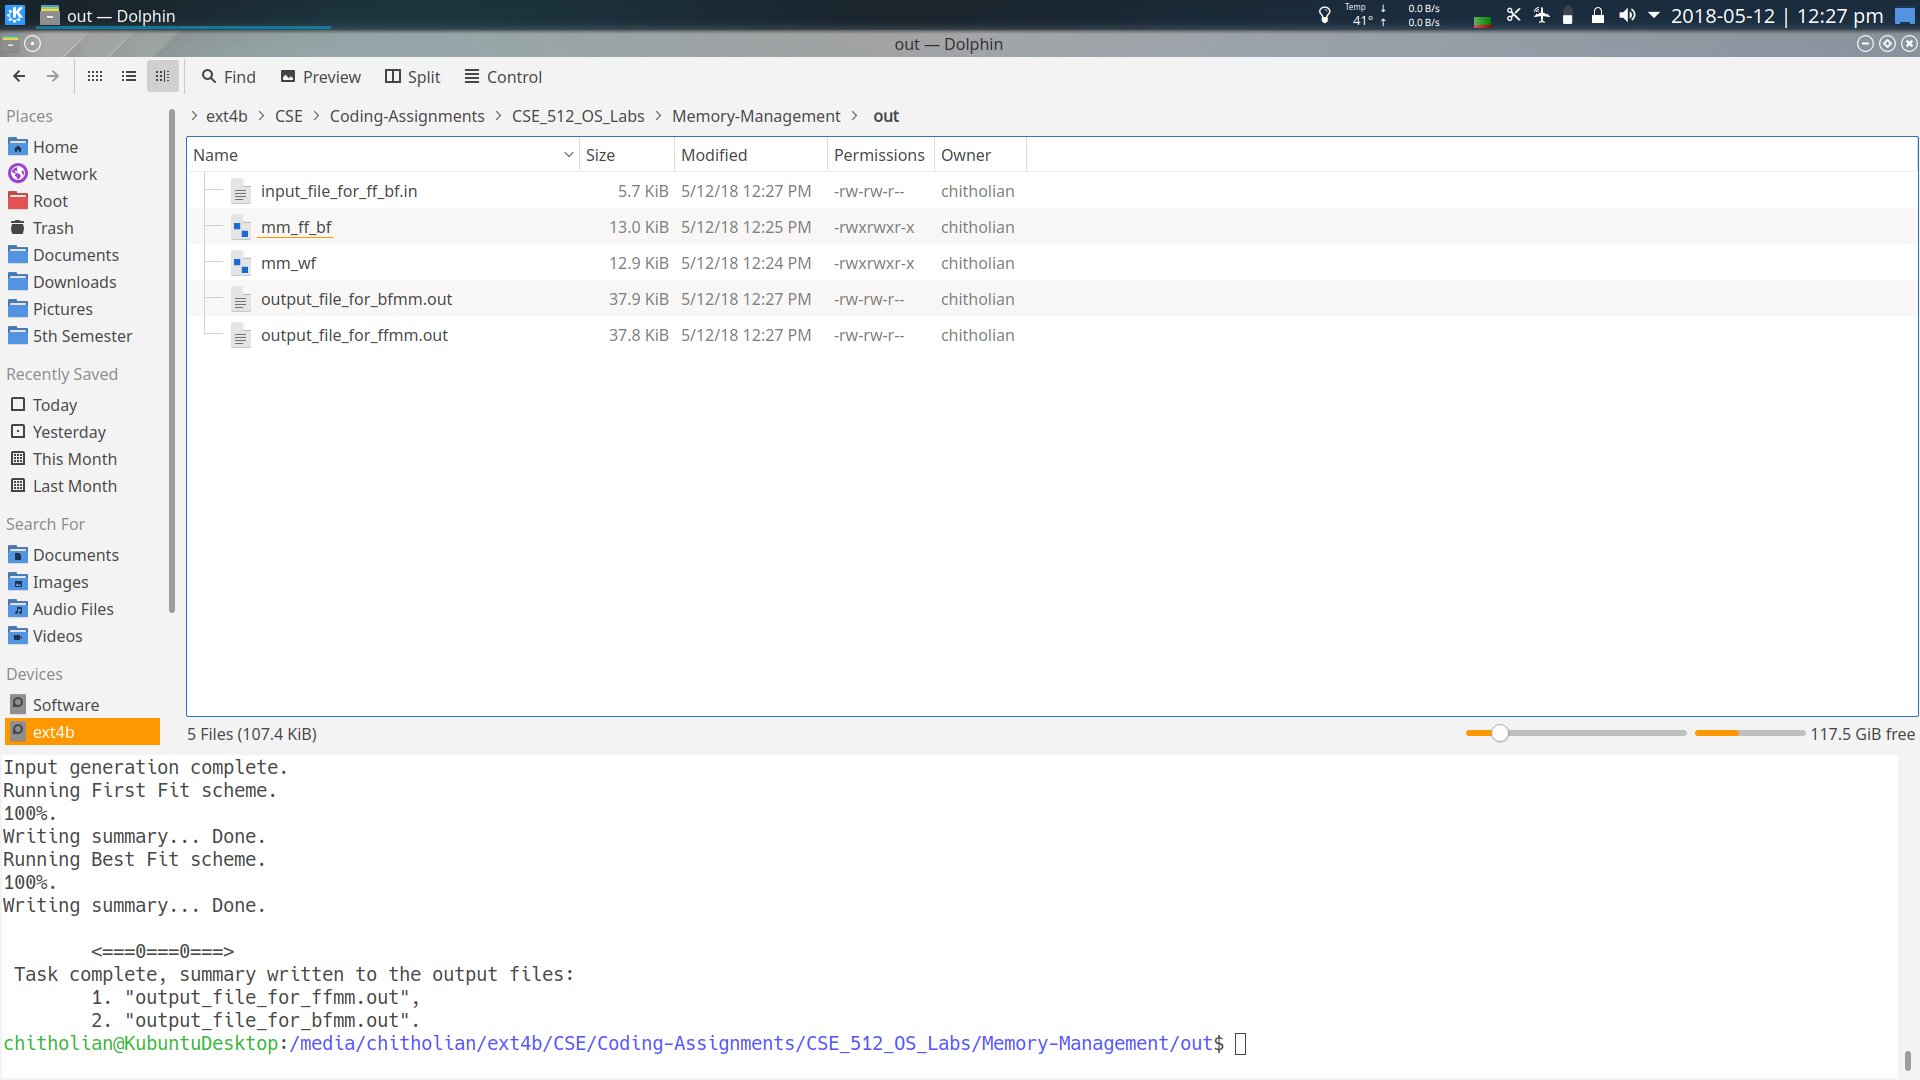 out — Dolphin
Temp 41° ↓ 0.0 B/s
↑ 0.0 B/s
2018-05-12 | 12:27 pm
out — Dolphin
Find Preview Split Control
Places
Home
Network
Root
Trash
Documents
Downloads
Pictures
5th Semester
Recently Saved
Today
Yesterday
This Month
Last Month
Search For
Documents
Images
Audio Files
Videos
Devices
Software
ext4b
> ext4b > CSE > Coding-Assignments > CSE_512_OS_Labs > Memory-Management > out
Name Size Modified Permissions Owner
input_file_for_ff_bf.in 5.7 KiB 5/12/18 12:27 PM -rw-rw-r-- chitholian
mm_ff_bf 13.0 KiB 5/12/18 12:25 PM -rwxrwxr-x chitholian
mm_wf 12.9 KiB 5/12/18 12:24 PM -rwxrwxr-x chitholian
output_file_for_bfmm.out 37.9 KiB 5/12/18 12:27 PM -rw-rw-r-- chitholian
output_file_for_ffmm.out 37.8 KiB 5/12/18 12:27 PM -rw-rw-r-- chitholian
5 Files (107.4 KiB) 117.5 GiB free
Input generation complete.
Running First Fit scheme.
100%.
Writing summary... Done.
Running Best Fit scheme.
100%.
Writing summary... Done.
<===0===0===>
Task complete, summary written to the output files:
1. "output_file_for_ffmm.out",
2. "output_file_for_bfmm.out".
chitholian@KubuntuDesktop:/media/chitholian/ext4b/CSE/Coding-Assignments/CSE_512_OS_Labs/Memory-Management/out$